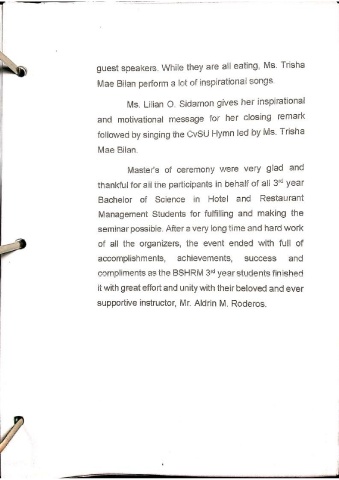 guest speakers. While they are all eating, Ms. Trisha
Mae Bilan perform a lot of inspirational songs.
Ms. Lilian O. Sidamon gives her inspirational
and motivational message for her closing remark
followed by singing the CvSU Hymn led by Ms. Trisha
Mae Bilan.
Master's of ceremony were very glad and
thankful for all the participants in behalf of all 3rd year
Bachelor of Science in Hotel and Restaurant
Management Students for fulfilling and making the
seminar possible. After a very long time and hard work
of all the organizers, the event ended with full of
accomplishments, achievements, success and
compliments as the BSHRM 3rd year students finished
it with great effort and unity with their beloved and ever
supportive instructor, Mr. Aldrin M. Roderos.